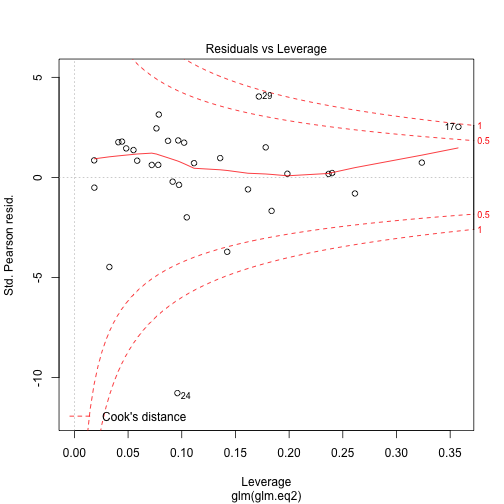 Residuals vs Leverage
Std. Pearson resid.
5
0
-5
-10
29
17
24
1
0.5
0.5
1
Cook's distance
0.00 0.05 0.10 0.15 0.20 0.25 0.30 0.35
Leverage
glm(glm.eq2)